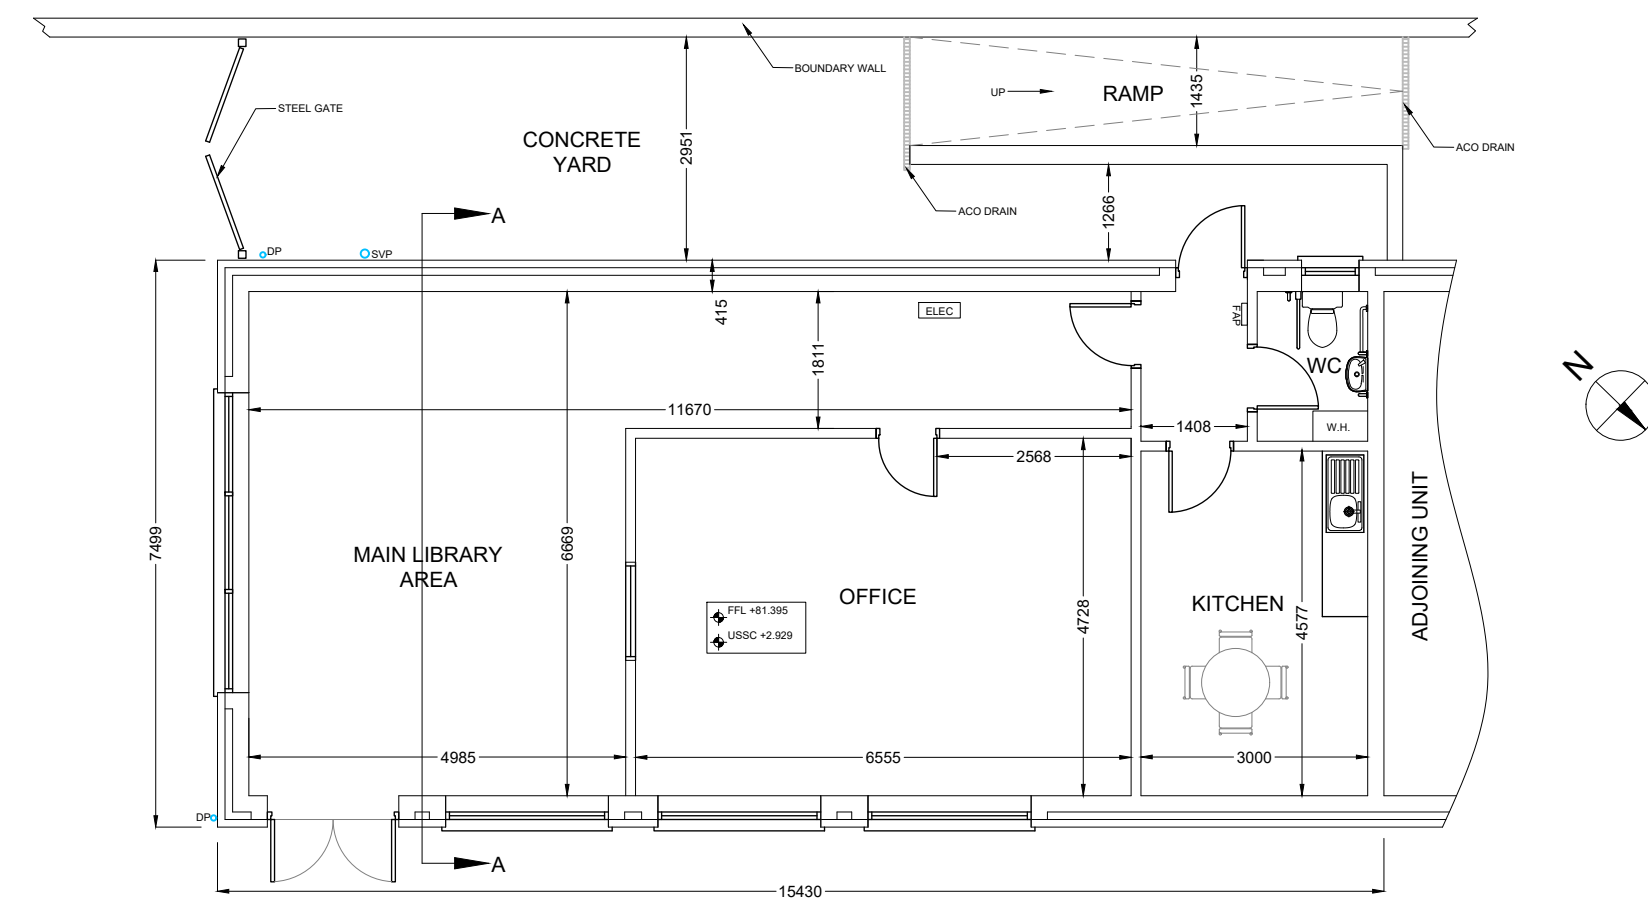 BOUNDARY WALL
STEEL GATE
CONCRETE
YARD
2951
UP
RAMP
1435
ACO DRAIN
ACO DRAIN
1266
A
DP
SVP
415
ELEC
FAP
1811
WC
N
11670
1408
W.H.
2568
7499
6669
MAIN LIBRARY
AREA
OFFICE
FFL +81.395
USSC +2.929
4728
KITCHEN
4577
ADJOINING UNIT
4985
6555
3000
DP
A
15430